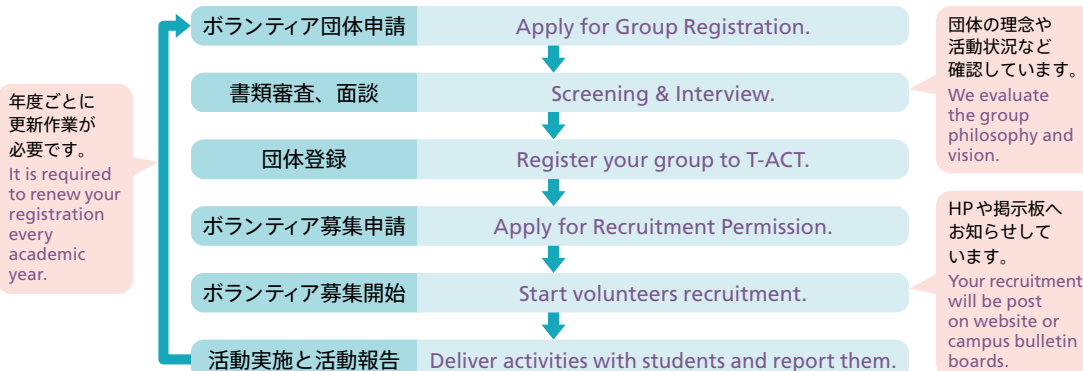 ボランティア団体申請 Apply for Group Registration.
書類審査、面談 Screening & Interview.
団体登録 Register your group to T-ACT.
ボランティア募集申請 Apply for Recruitment Permission.
ボランティア募集開始 Start volunteers recruitment.
活動実施と活動報告 Deliver activities with students and report them.
年度ごとに
更新作業が
必要です。
It is required
to renew your
registration
every
academic
year.
団体の理念や
活動状況など
確認しています。
We evaluate
the group
philosophy and
vision.
HPや掲示板へ
お知らせして
います。
Your recruitment
will be post
on website or
campus bulletin
boards.